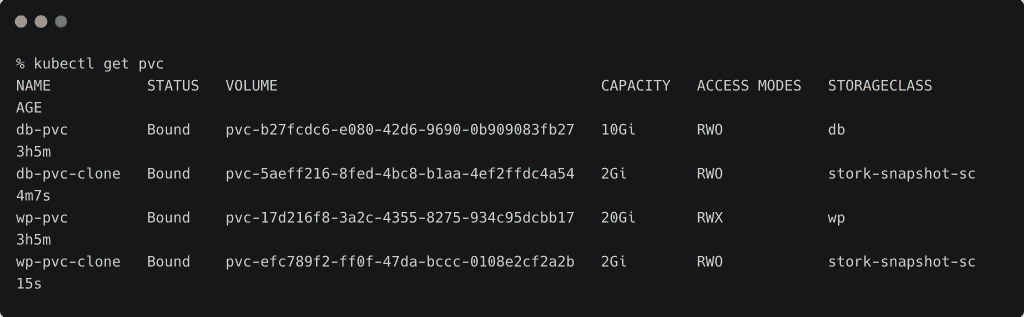 % kubectl get pvc
NAME           STATUS   VOLUME                                     CAPACITY   ACCESS MODES   STORAGECLASS
AGE
db-pvc         Bound    pvc-b27fcdc6-e080-42d6-9690-0b909083fb27   10Gi       RWO            db
3h5m
db-pvc-clone   Bound    pvc-5aeff216-8fed-4bc8-b1aa-4ef2ffdc4a54   2Gi        RWO            stork-snapshot-sc
4m7s
wp-pvc         Bound    pvc-17d216f8-3a2c-4355-8275-934c95dcbb17   20Gi       RWX            wp
3h5m
wp-pvc-clone   Bound    pvc-efc789f2-ff0f-47da-bccc-0108e2cf2a2b   2Gi        RWO            stork-snapshot-sc
15s